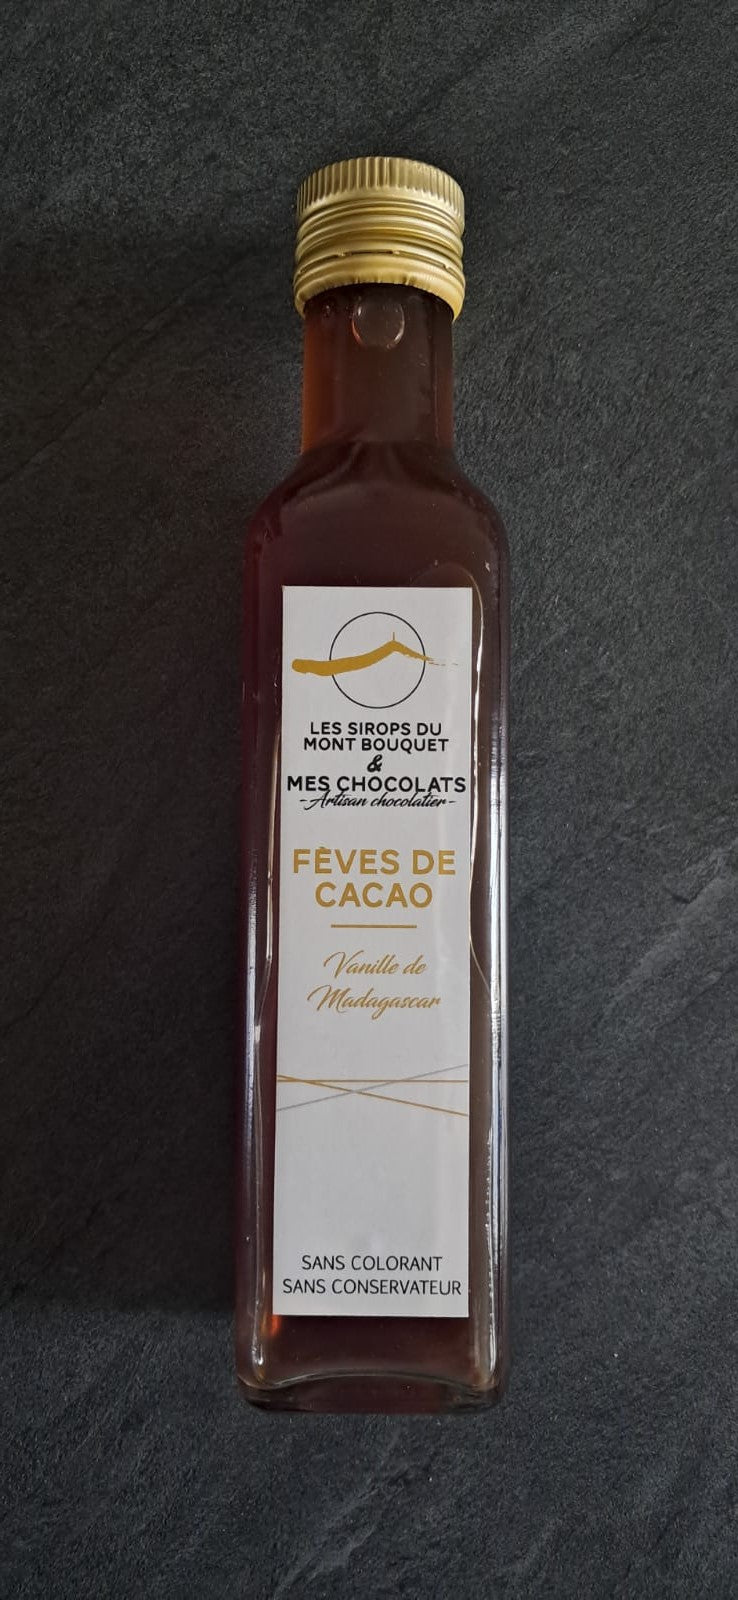 LES SIROPS DU
MONT BOUQUET
&
MES CHOCOLATS
-Artisan chocolatier-
FÈVES DE
CACAO
Vanille de
Madagascar
SANS COLORANT
SANS CONSERVATEUR